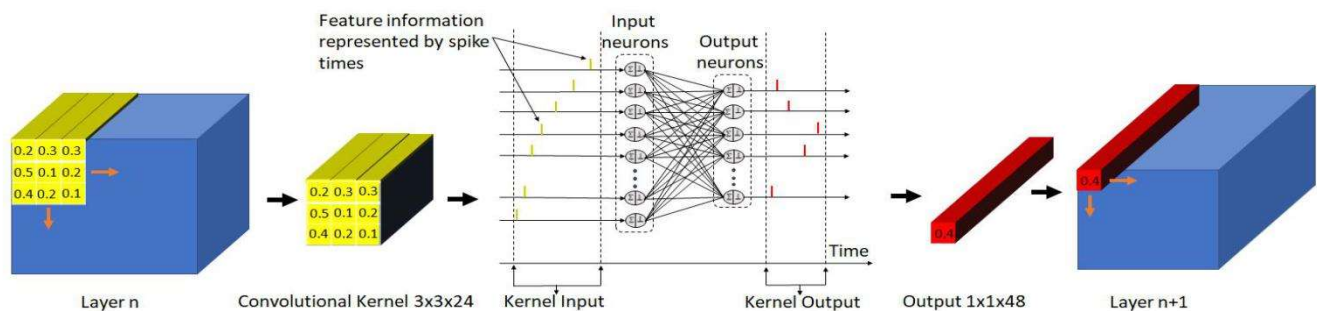 Feature information
represented by spike
times
Input
neurons
Output
neurons
0.2 0.3 0.3
0.5 0.1 0.2
0.4 0.2 0.1
0.2 0.3 0.3
0.5 0.1 0.2
0.4 0.2 0.1
0.4
0.4
Time
Layer n
Convolutional Kernel 3x3x24
Kernel Input
Kernel Output
Output 1x1x48
Layer n+1